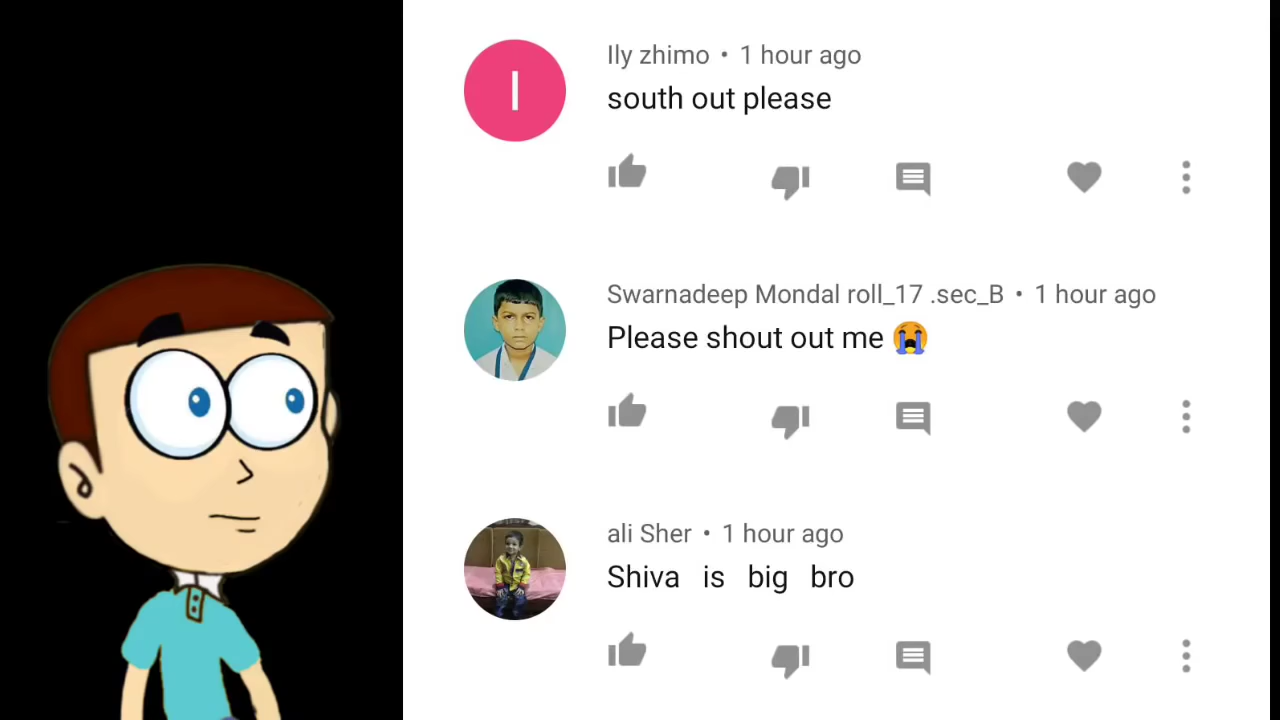 I
Ily zhimo • 1 hour ago
south out please
Swarnadeep Mondal roll_17 .sec_B • 1 hour ago
Please shout out me 😭
ali Sher • 1 hour ago
Shiva is big bro